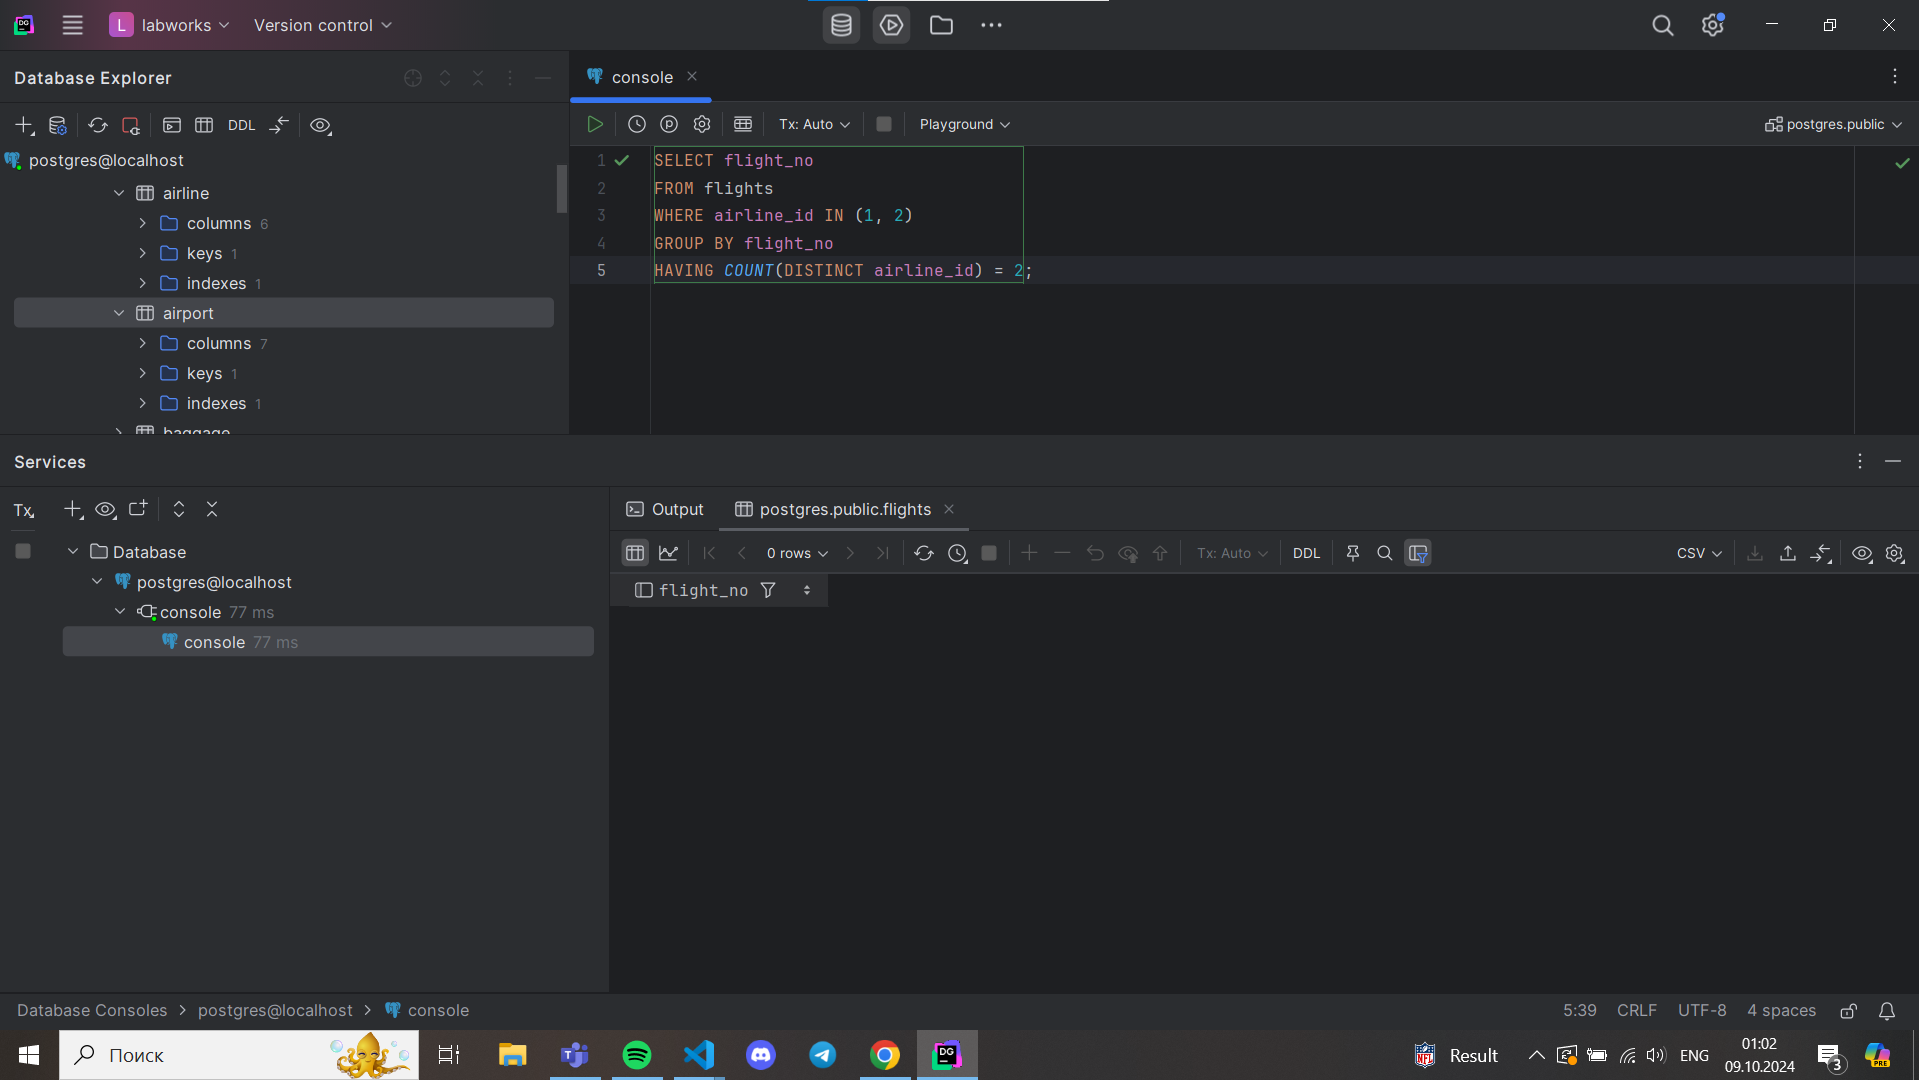 L labworks Version control
Database Explorer
console
DDL
Tx: Auto
Playground
postgres.public
postgres@localhost
airline
columns 6
keys 1
indexes 1
airport
columns 7
keys 1
indexes 1
baggage
1 SELECT flight_no
2 FROM flights
3 WHERE airline_id IN (1, 2)
4 GROUP BY flight_no
5 HAVING COUNT(DISTINCT airline_id) = 2;
Services
Tx
Output
postgres.public.flights
Database
postgres@localhost
console 77 ms
console 77 ms
0 rows
Tx: Auto
DDL
CSV
flight_no
Database Consoles > postgres@localhost > console
5:39 CRLF UTF-8 4 spaces
Поиск
DG
Result
ENG
01:02
09.10.2024
3
PRE